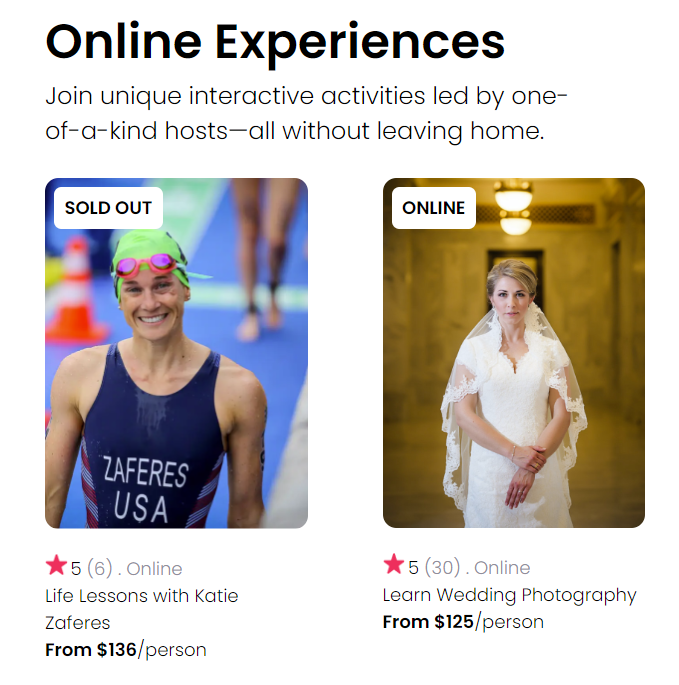 Online Experiences
Join unique interactive activities led by one-
of-a-kind hosts—all without leaving home.
SOLD OUT
ONLINE
ZAFERES
USA
5 (6) . Online
Life Lessons with Katie
Zaferes
From $136/person
5 (30) . Online
Learn Wedding Photography
From $125/person